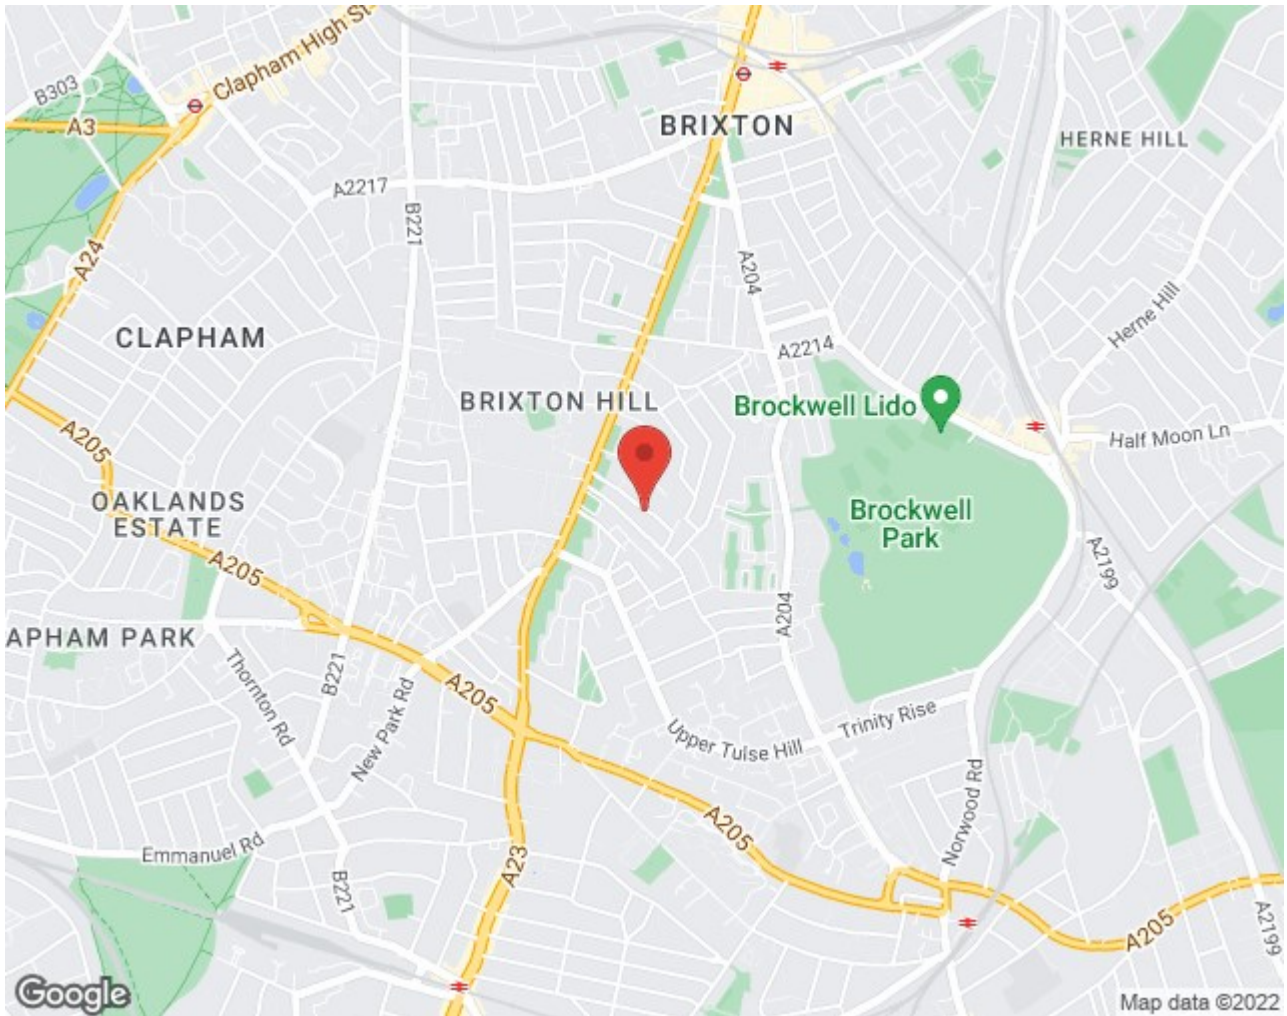 Clapham High St
B303
A3
BRIXTON
HERNE HILL
A2217
B221
A24
A204
Herne Hill
CLAPHAM
A2214
BRIXTON HILL
Brockwell Lido
A205
Half Moon Ln
OAKLANDS
ESTATE
Brockwell
Park
A205
A2199
A204
APHAM PARK
B221
Thornton Rd
New Park Rd
A205
Upper Tulse Hill
Trinity Rise
Norwood Rd
A205
Emmanuel Rd
A23
B221
A205
A2199
Google
Map data ©2022